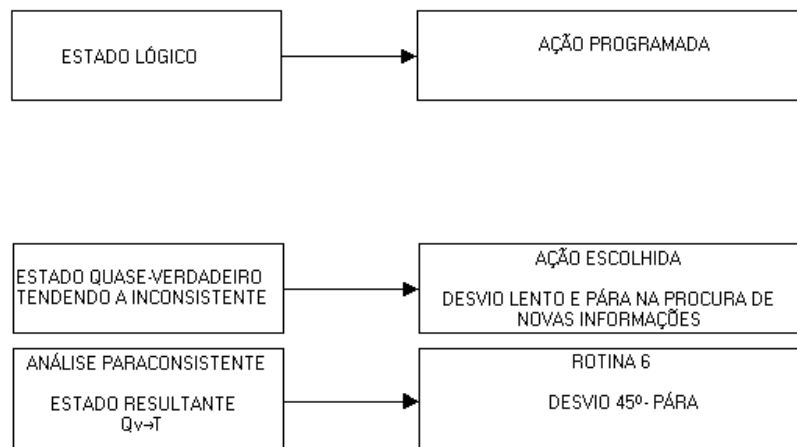 ESTADO LÓGICO
AÇÃO PROGRAMADA
ESTADO QUASE-VERDADEIRO
TENDENDO A INCONSISTENTE
AÇÃO ESCOLHIDA
DESVIO LENTO E PÁRA NA PROCURA DE
NOVAS INFORMAÇÕES
ANÁLISE PARACONSISTENTE
ESTADO RESULTANTE
Qv→T
ROTINA 6
DESVIO 45º- PÁRA